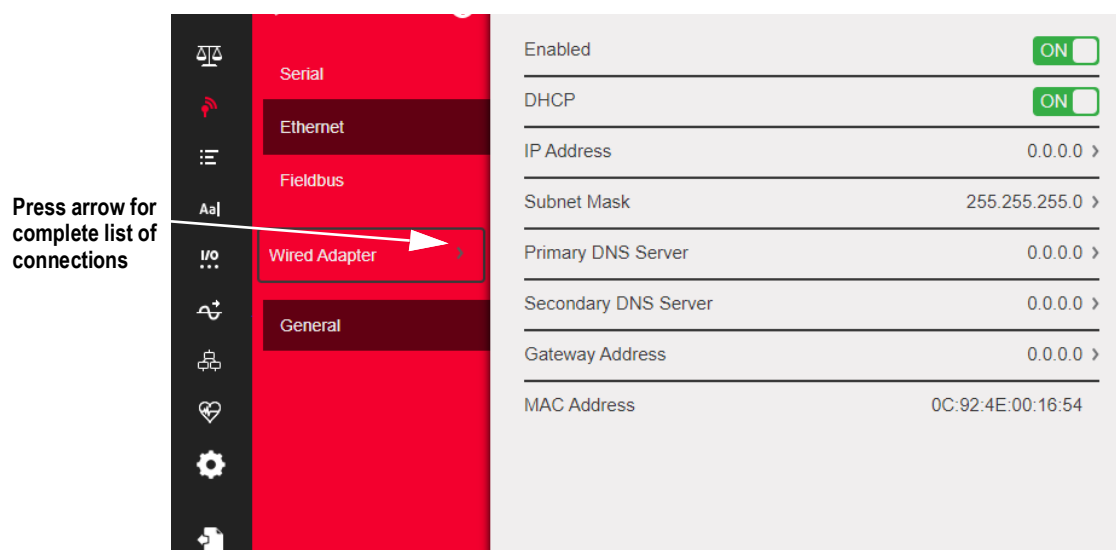 Press arrow for
complete list of
connections
Aa
I/O
Serial
Ethernet
Fieldbus
Wired Adapter
General
Enabled ON
DHCP ON
IP Address 0.0.0.0
Subnet Mask 255.255.255.0
Primary DNS Server 0.0.0.0
Secondary DNS Server 0.0.0.0
Gateway Address 0.0.0.0
MAC Address 0C:92:4E:00:16:54